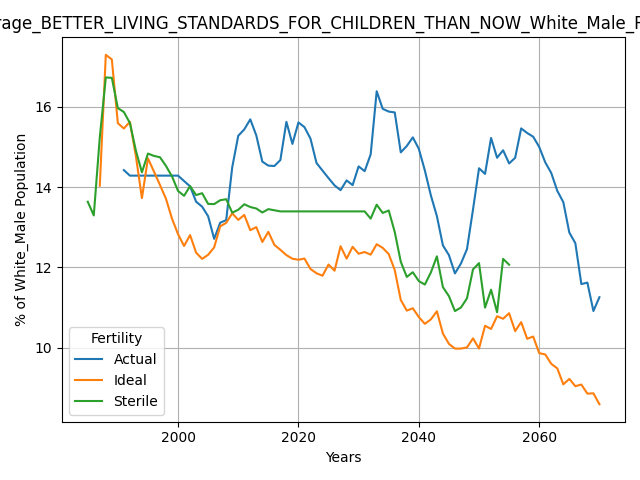 rage_BETTER_LIVING_STANDARDS_FOR_CHILDREN_THAN_NOW_White_Male_F
% of White_Male Population
16
14
12
10
Fertility
Actual
Ideal
Sterile
2000 2020 2040 2060
Years